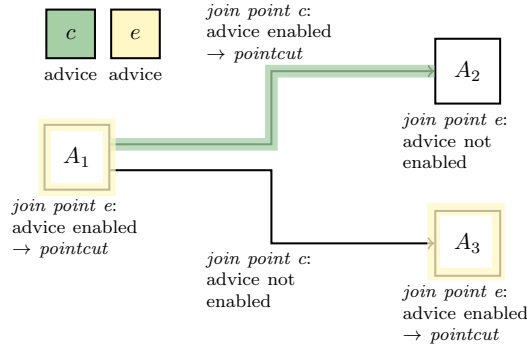 c e
advice advice
join point c:
advice enabled
→ pointcut
A2
join point e:
advice not
enabled
A1
join point e:
advice enabled
→ pointcut
join point c:
advice not
enabled
A3
join point e:
advice enabled
→ pointcut